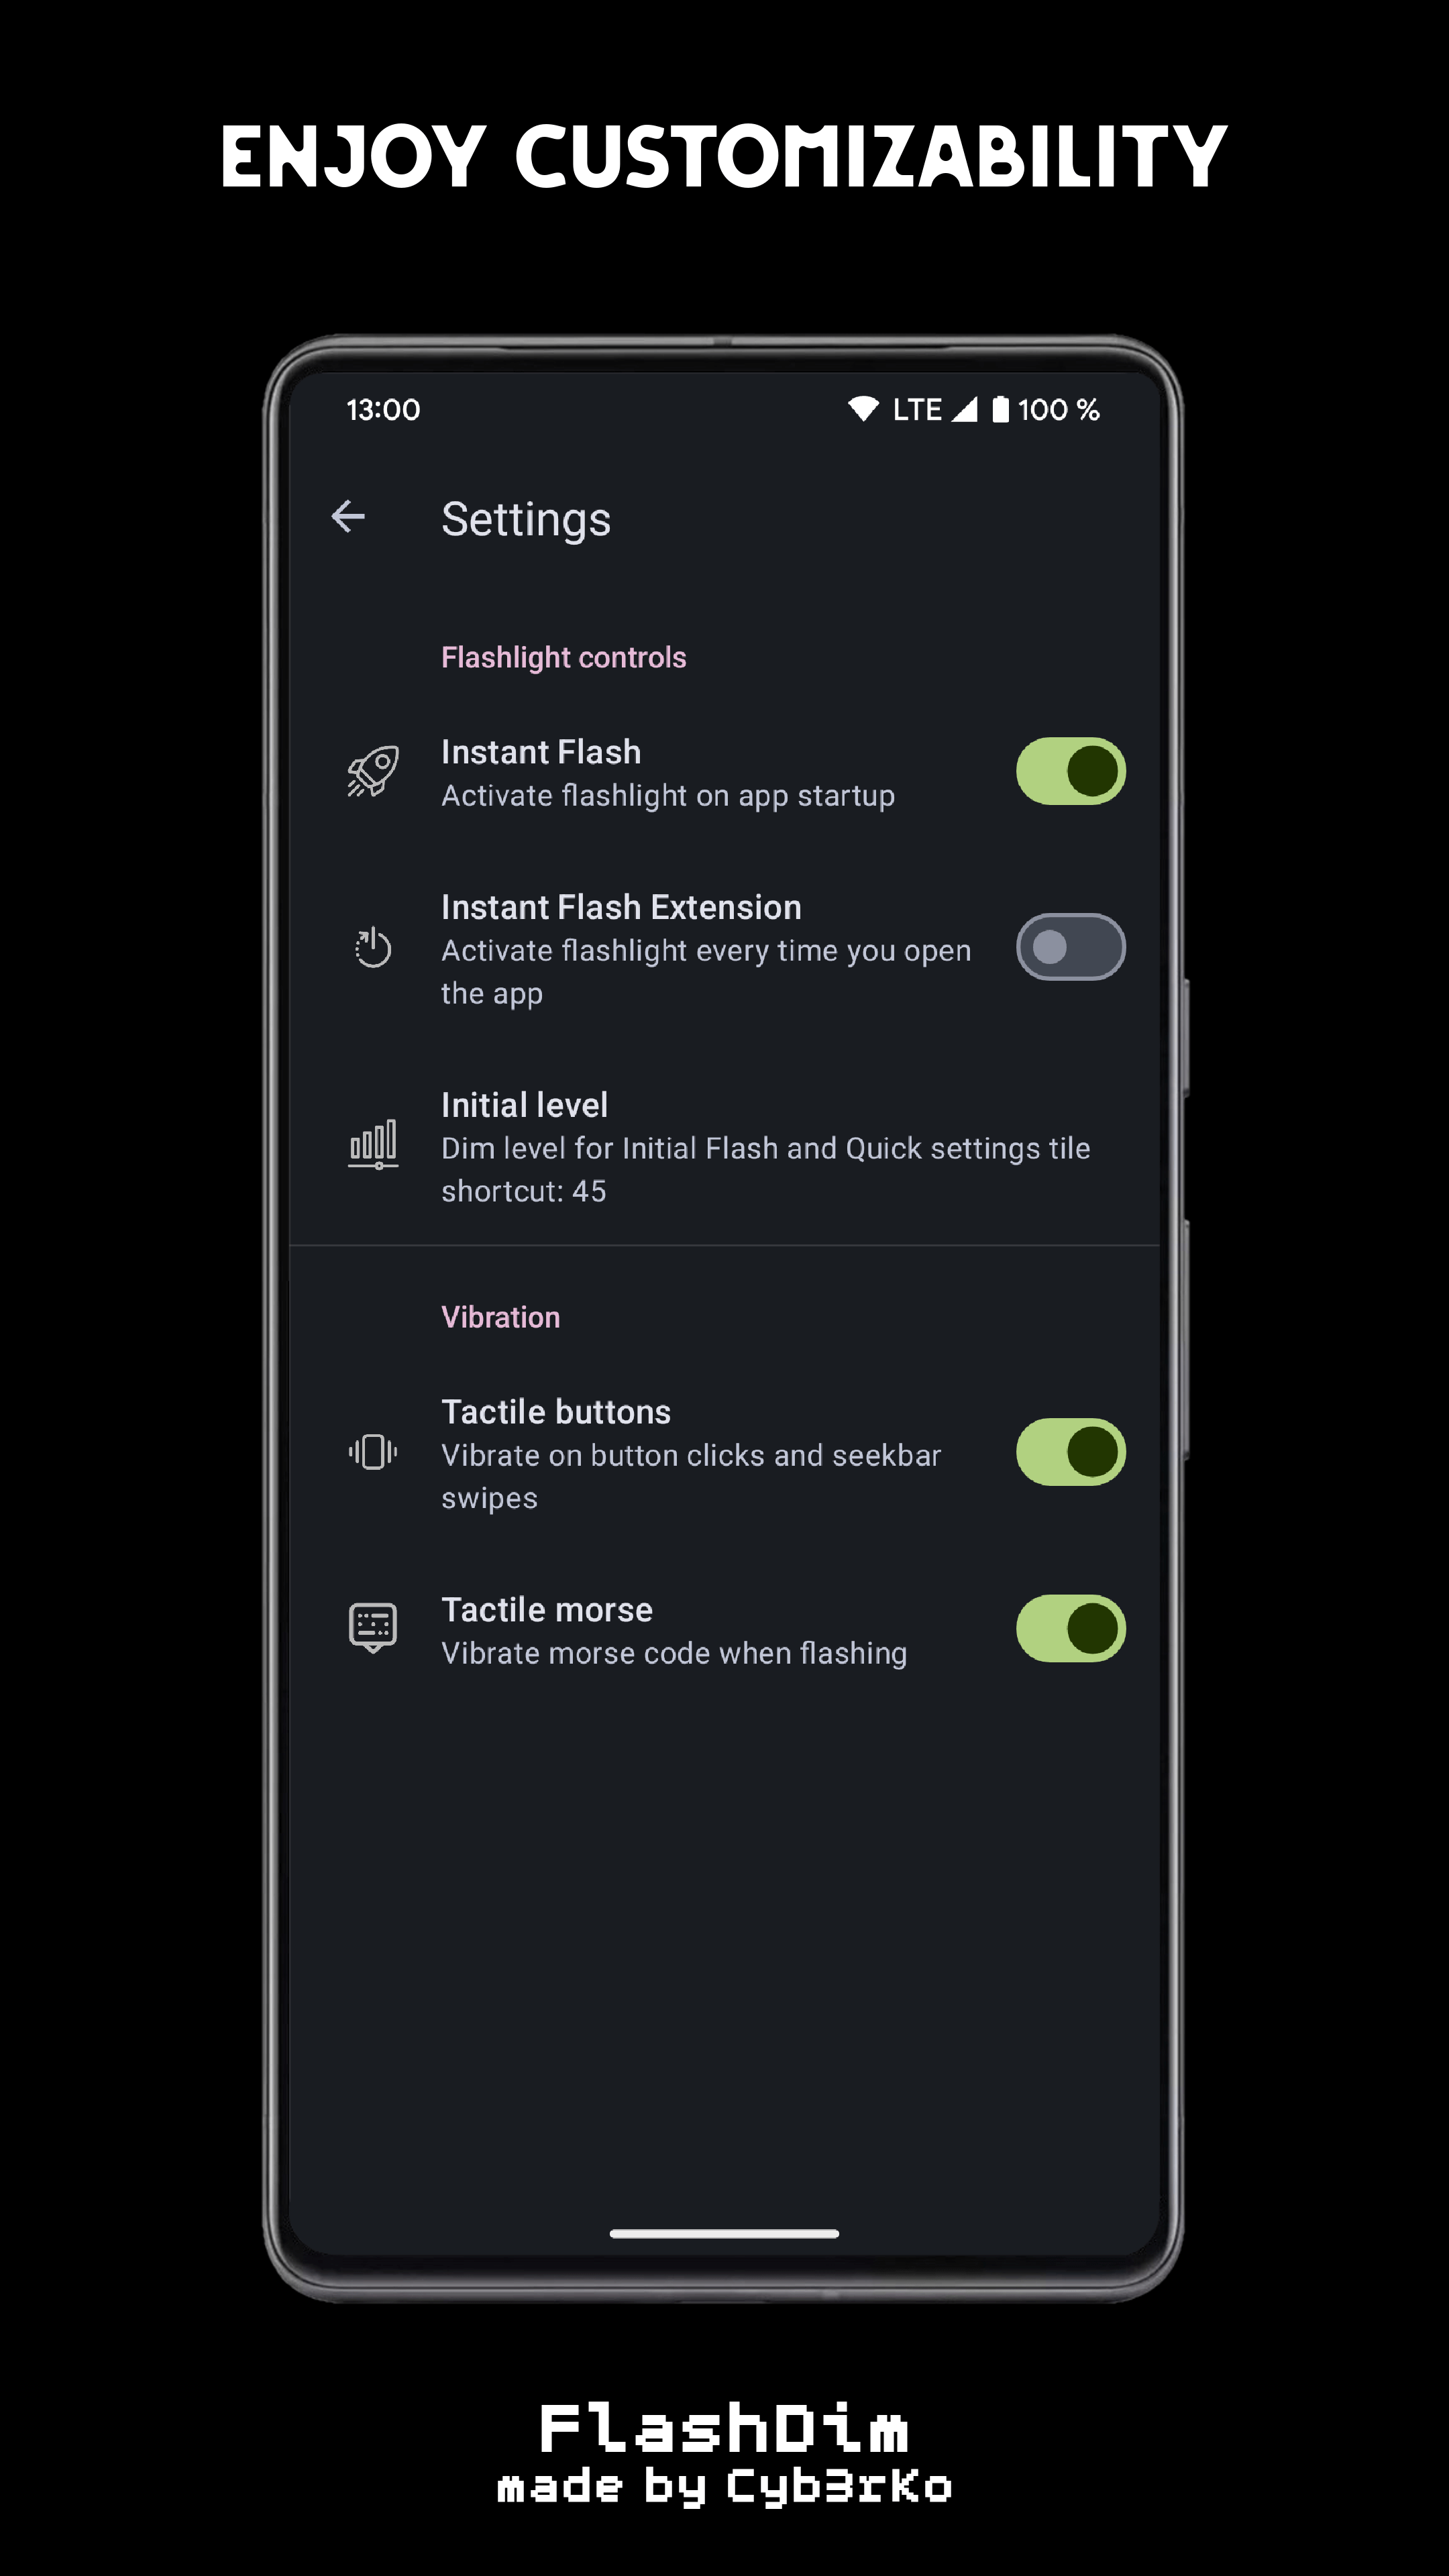 ENJOY CUSTOMIZABILITY
13:00
LTE
100 %
Settings
Flashlight controls
Instant Flash
Activate flashlight on app startup
Instant Flash Extension
Activate flashlight every time you open
the app
Initial level
Dim level for Initial Flash and Quick settings tile
shortcut: 45
Vibration
Tactile buttons
Vibrate on button clicks and seekbar
swipes
Tactile morse
Vibrate morse code when flashing
FlashDim
made by Cyb3rKo